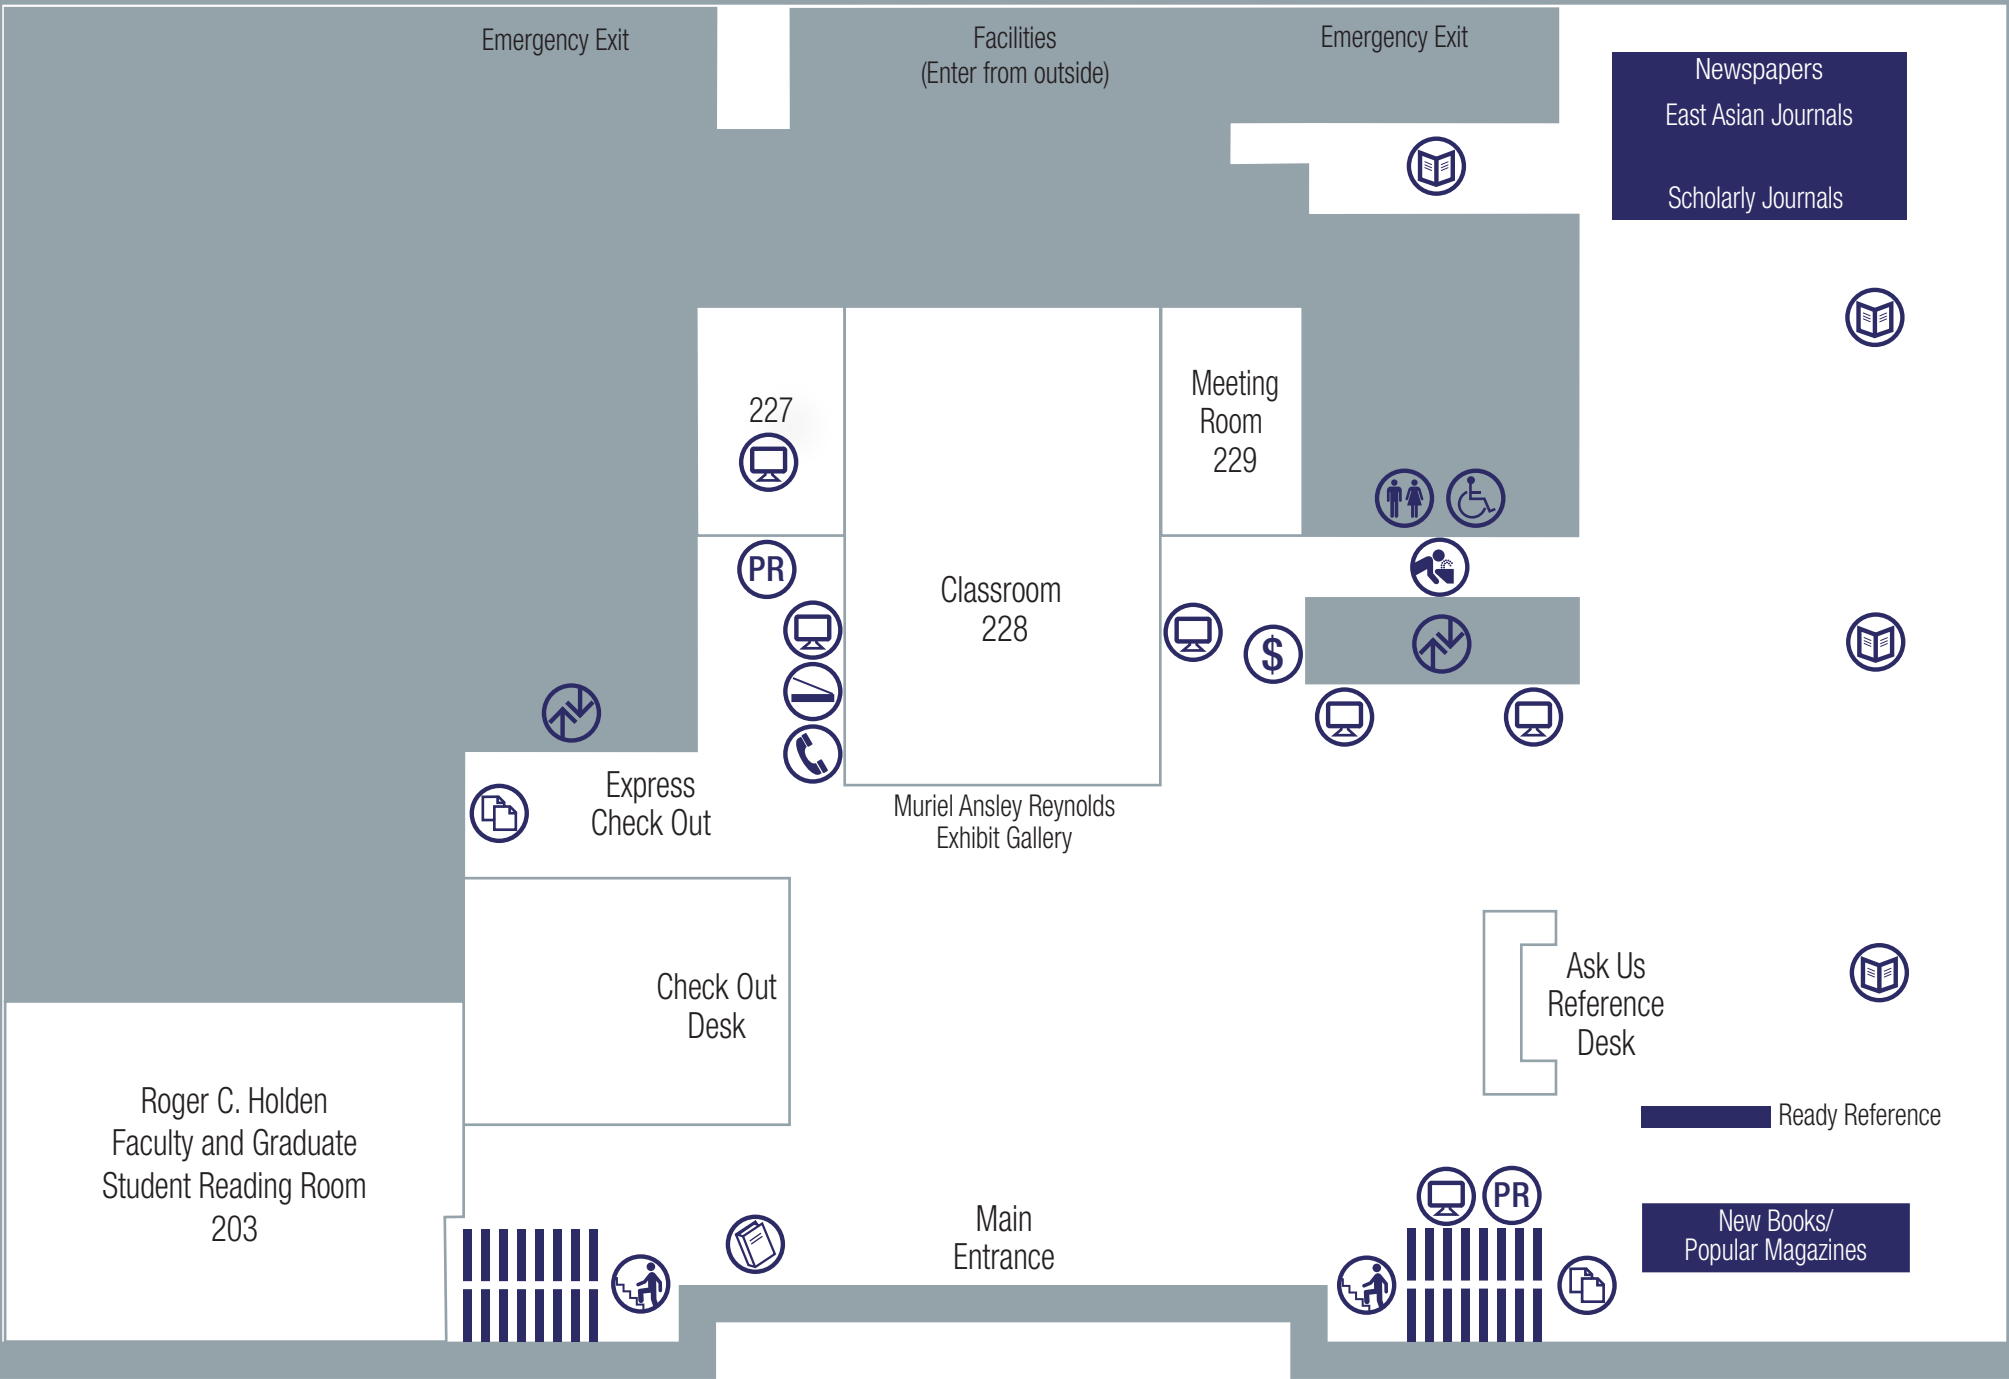 Emergency Exit
Facilities
(Enter from outside)
Emergency Exit
Newspapers
East Asian Journals
Scholarly Journals
227
Meeting
Room
229
PR
Classroom
228
$
Express
Check Out
Muriel Ansley Reynolds
Exhibit Gallery
Check Out
Desk
Ask Us
Reference
Desk
Roger C. Holden
Faculty and Graduate
Student Reading Room
203
Ready Reference
Main
Entrance
PR
New Books/
Popular Magazines